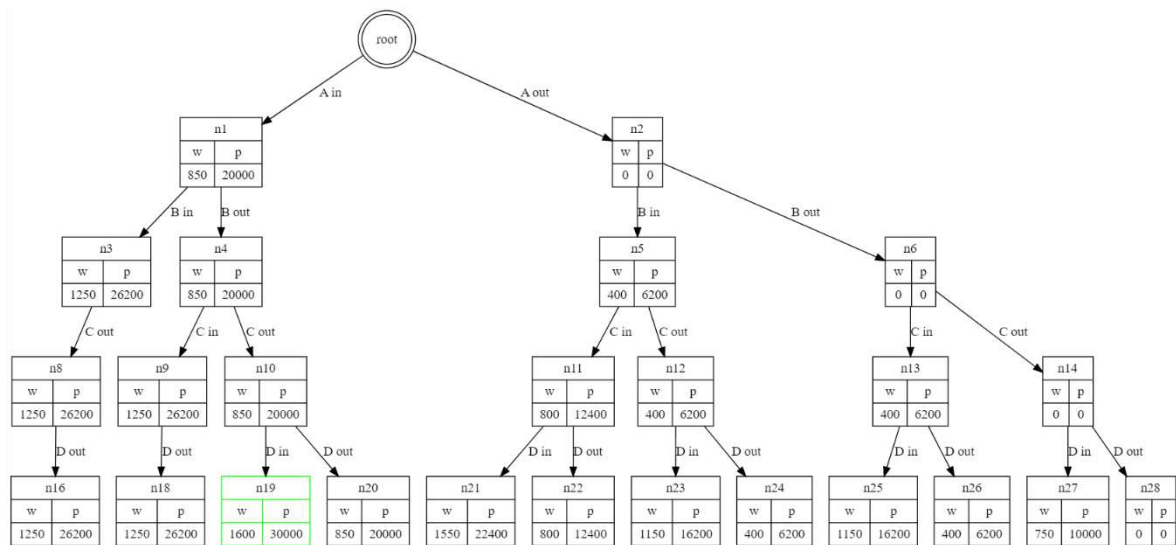 root
A in
A out
n1
w p
850 20000
n2
w p
0 0
B in
B out
B in
B out
n3
w p
1250 26200
n4
w p
850 20000
n5
w p
400 6200
n6
w p
0 0
C out
C in
C out
C in
C out
C in
C out
n8
w p
1250 26200
n9
w p
1250 26200
n10
w p
850 20000
n11
w p
800 12400
n12
w p
400 6200
n13
w p
400 6200
n14
w p
0 0
D out
D out
D in
D out
D in
D out
D in
D out
D in
D out
D in
D out
n16
w p
1250 26200
n18
w p
1250 26200
n19
w p
1600 30000
n20
w p
850 20000
n21
w p
1550 22400
n22
w p
800 12400
n23
w p
1150 16200
n24
w p
400 6200
n25
w p
1150 16200
n26
w p
400 6200
n27
w p
750 10000
n28
w p
0 0